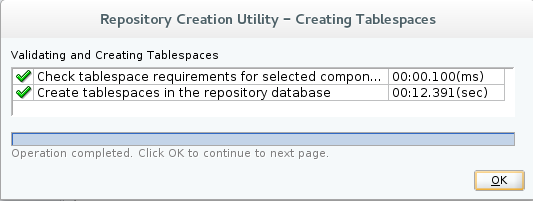 Repository Creation Utility – Creating Tablespaces
Validating and Creating Tablespaces
Check tablespace requirements for selected compon... 00:00.100(ms)
Create tablespaces in the repository database 00:12.391(sec)
Operation completed. Click OK to continue to next page.
OK